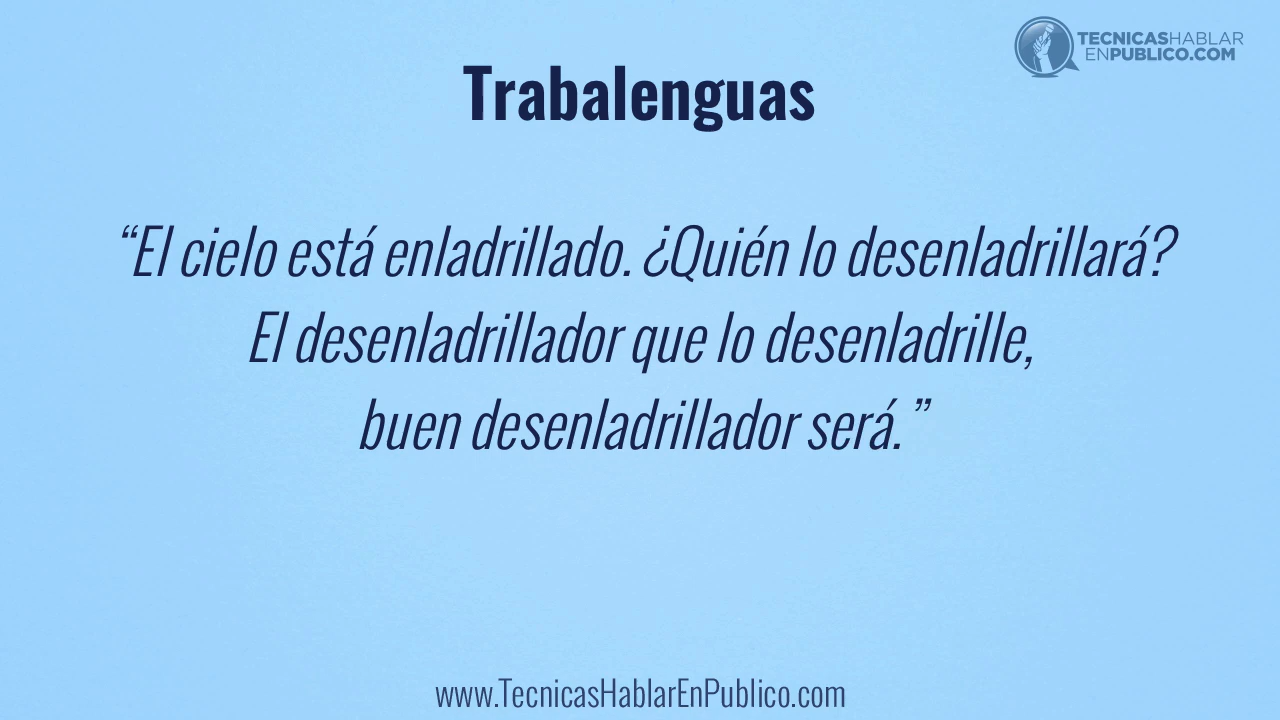 TECNICASHABLAR
ENPUBLICO.COM
Trabalenguas
“El cielo está enladrillado. ¿Quién lo desenladrillará?
El desenladrillador que lo desenladrille,
buen desenladrillador será.”
www.TecnicasHablarEnPublico.com